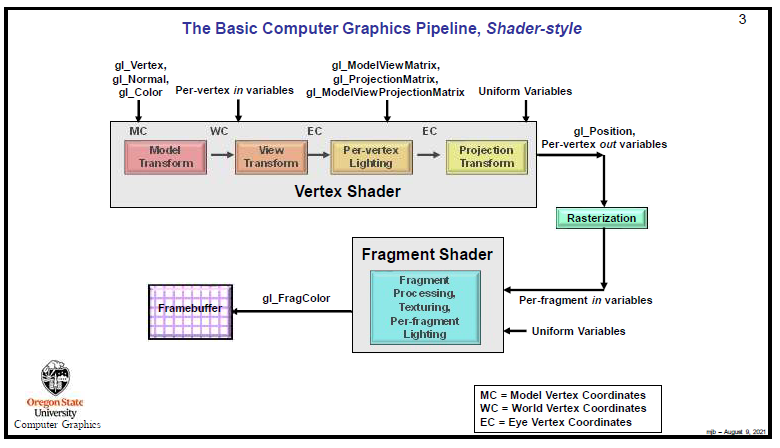 3
The Basic Computer Graphics Pipeline, Shader-style
gl_Vertex,
gl_Normal,
gl_Color
Per-vertex in variables
gl_ModelViewMatrix,
gl_ProjectionMatrix,
gl_ModelViewProjectionMatrix
Uniform Variables
MC
WC
EC
EC
Model
Transform
View
Transform
Per-vertex
Lighting
Projection
Transform
Vertex Shader
gl_Position,
Per-vertex out variables
Rasterization
Fragment Shader
Fragment
Processing,
Texturing,
Per-fragment
Lighting
Per-fragment in variables
Uniform Variables
gl_FragColor
Framebuffer
Oregon State
University
Computer Graphics
MC = Model Vertex Coordinates
WC = World Vertex Coordinates
EC = Eye Vertex Coordinates
mjb – August 9, 2021